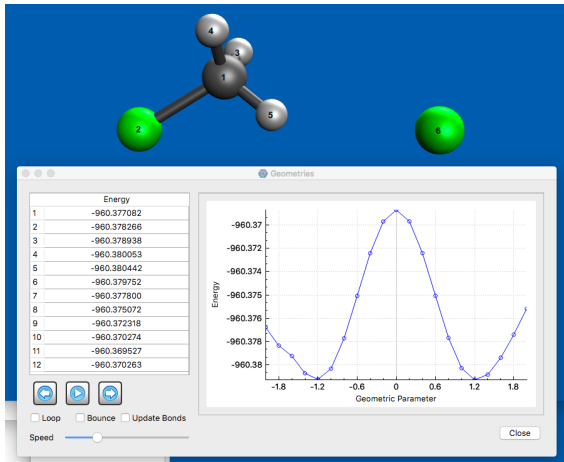 4
3
1
5
2
6
Geometries
Energy
1 -960.377082
2 -960.378266
3 -960.378938
4 -960.380053
5 -960.380442
6 -960.379752
7 -960.377800
8 -960.375072
9 -960.372318
10 -960.370274
11 -960.369527
12 -960.370263
Loop
Bounce
Update Bonds
Speed
Energy
-960.37
-960.372
-960.374
-960.375
-960.376
-960.378
-960.38
-1.8 -1.2 -0.6 0 0.6 1.2 1.8
Geometric Parameter
Close